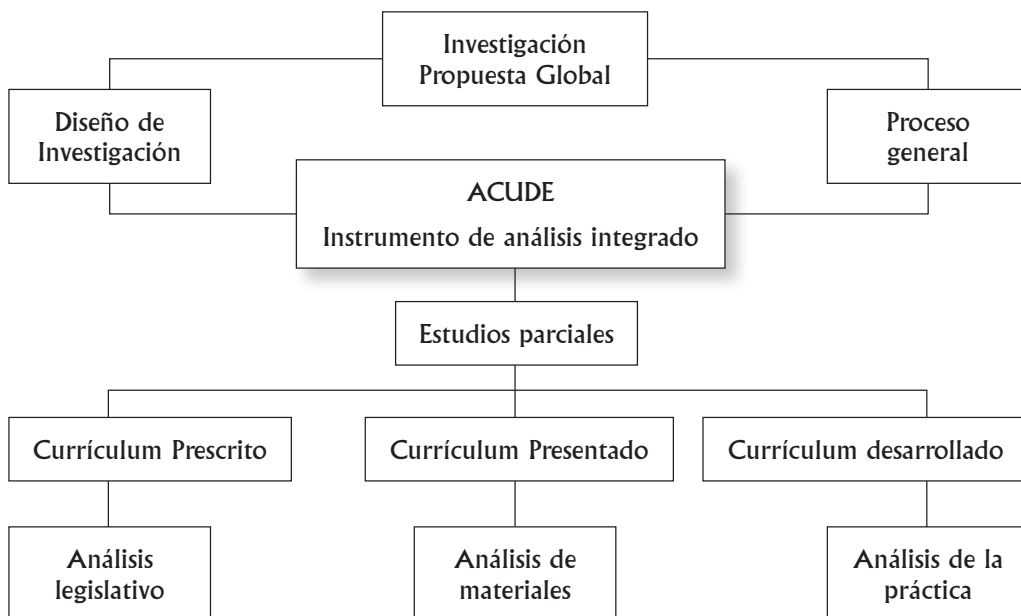 Investigación
Propuesta Global
Diseño de
Investigación
Proceso
general
ACUDE
Instrumento de análisis integrado
Estudios parciales
Currículum Prescrito
Currículum Presentado
Currículum desarrollado
Análisis
legislativo
Análisis de
materiales
Análisis de la
práctica